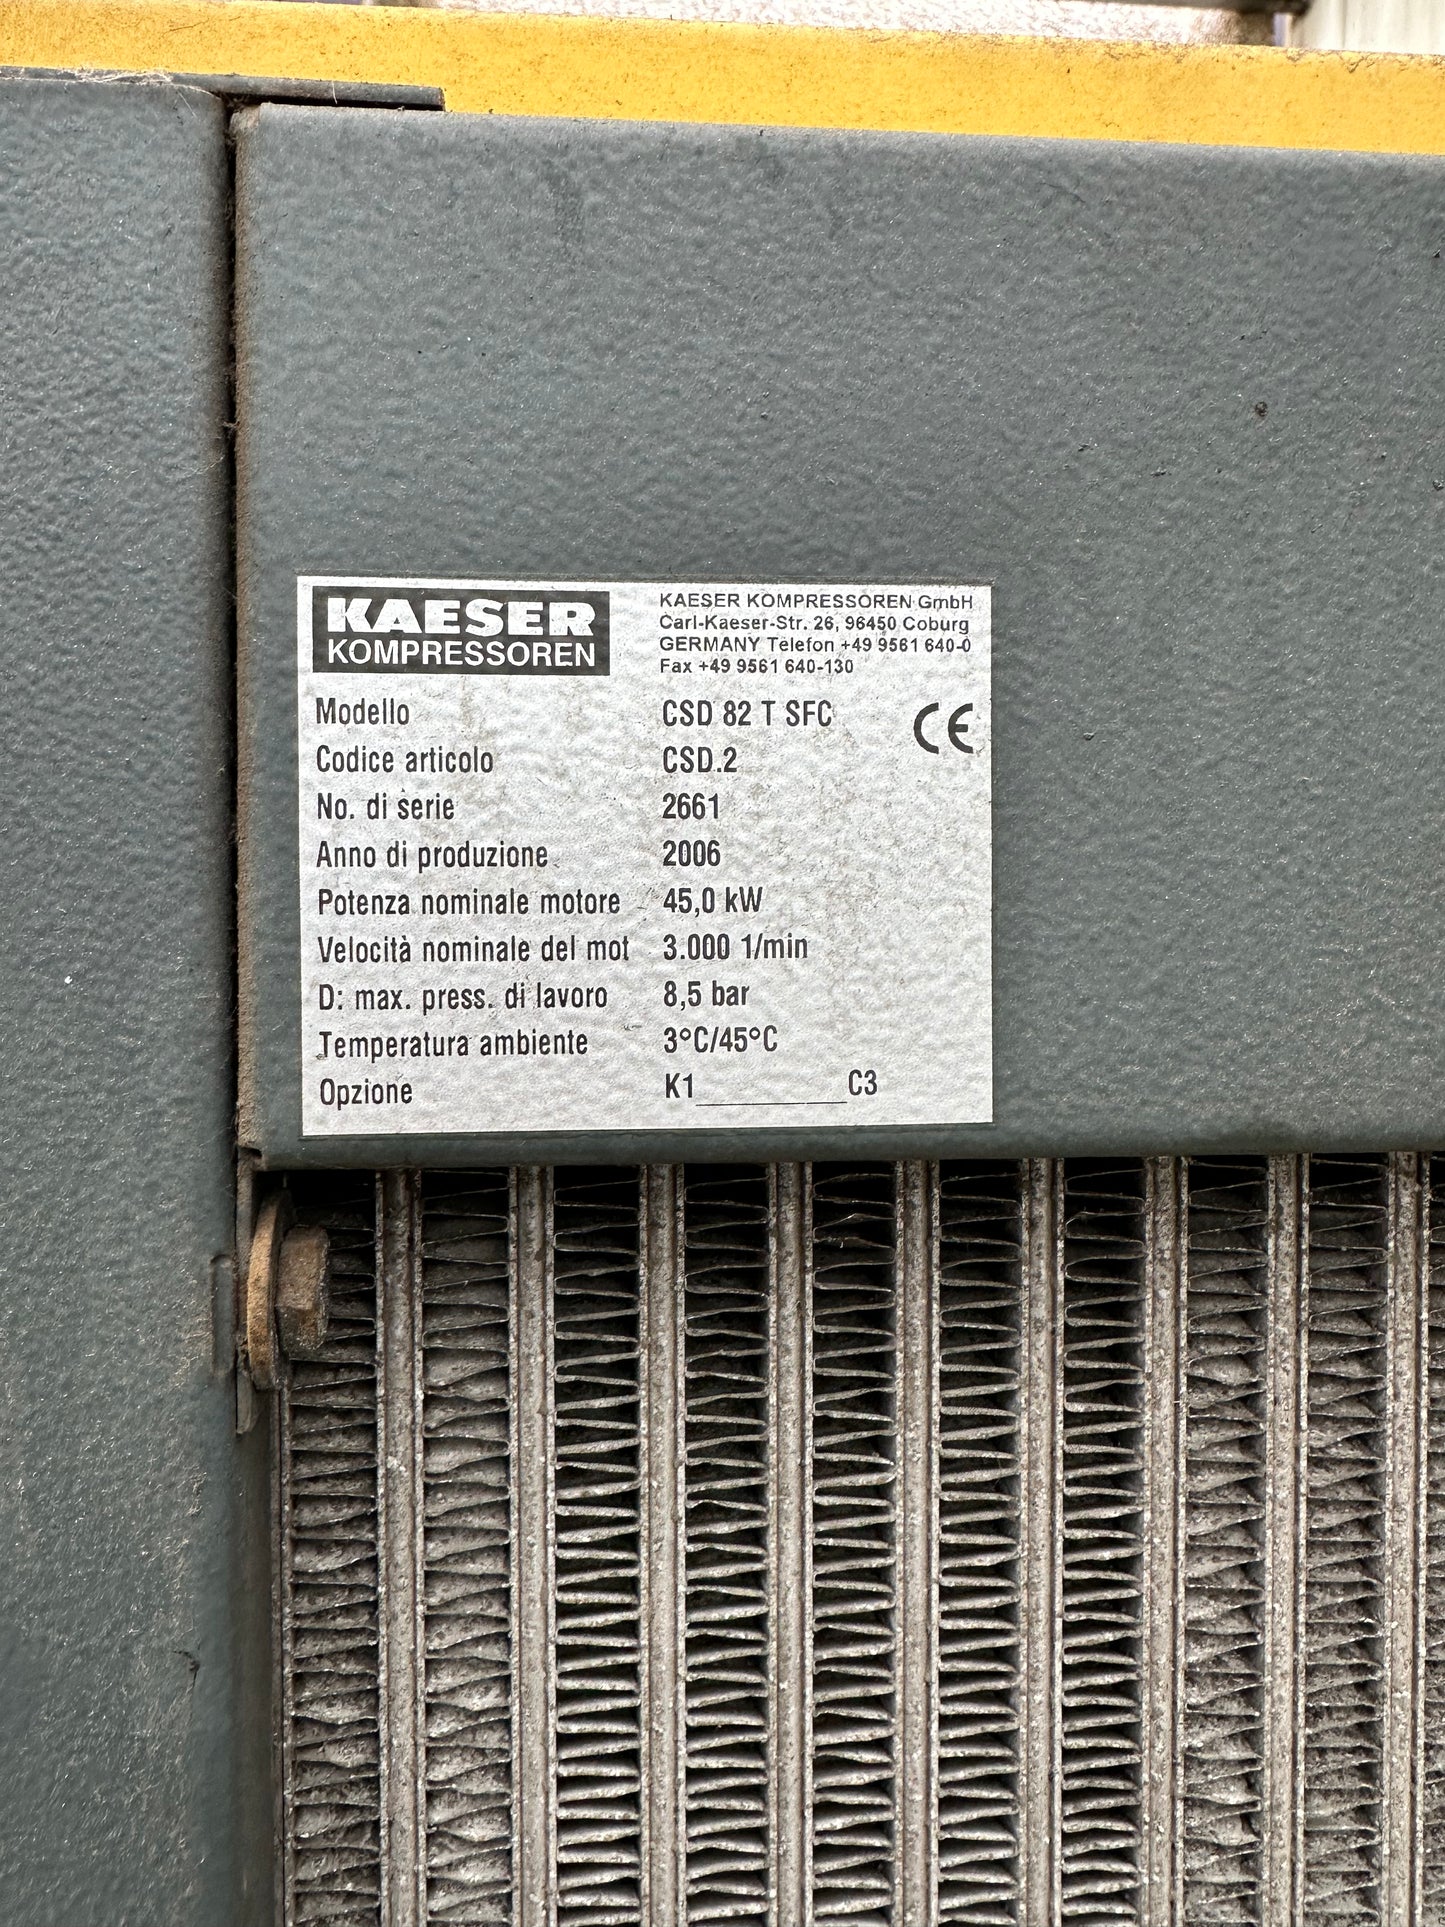 KAESER
KOMPRESSOREN
KAESER KOMPRESSOREN GmbH
Carl-Kaeser-Str. 26, 96450 Coburg
GERMANY Telefon +49 9561 640-0
Fax +49 9561 640-130
CE
Modello CSD 82 T SFC
Codice articolo CSD.2
No. di serie 2661
Anno di produzione 2006
Potenza nominale motore 45,0 kW
Velocità nominale del mot 3.000 1/min
D: max. press. di lavoro 8,5 bar
Temperatura ambiente 3°C/45°C
Opzione K1__________C3